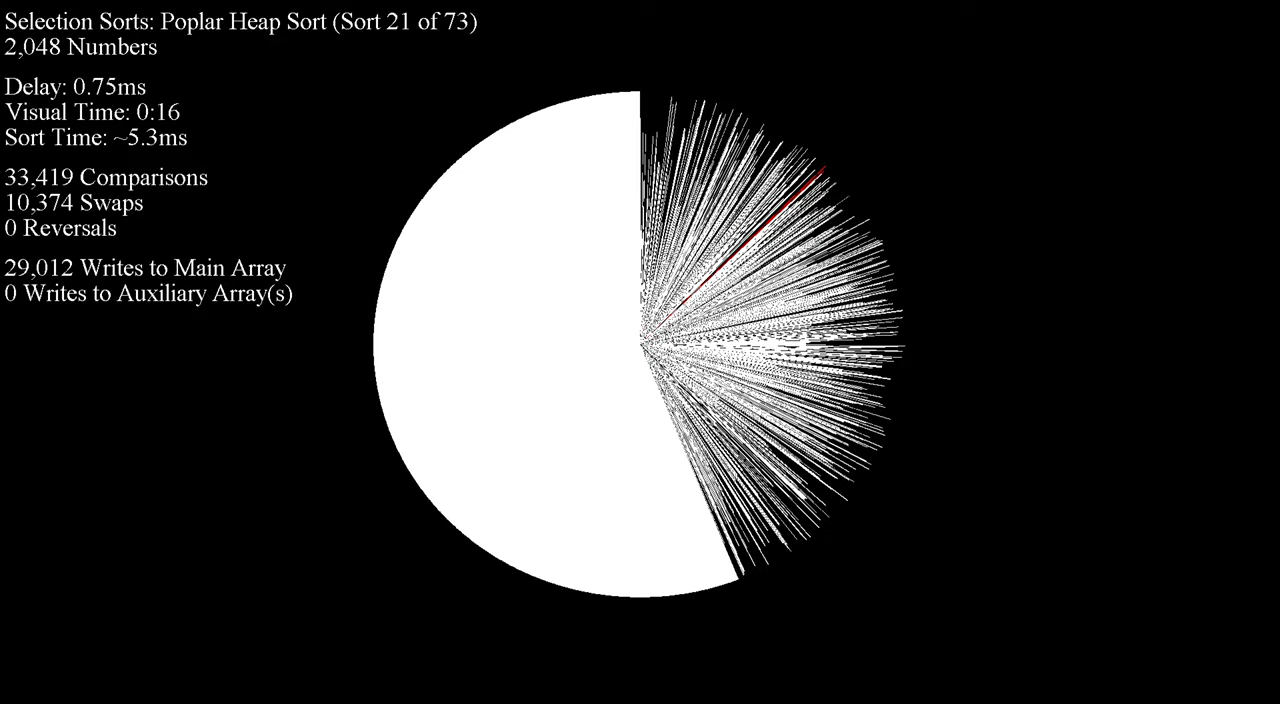 Selection Sorts: Poplar Heap Sort (Sort 21 of 73)
2,048 Numbers
Delay: 0.75ms
Visual Time: 0:16
Sort Time: ~5.3ms
33,419 Comparisons
10,374 Swaps
0 Reversals
29,012 Writes to Main Array
0 Writes to Auxiliary Array(s)